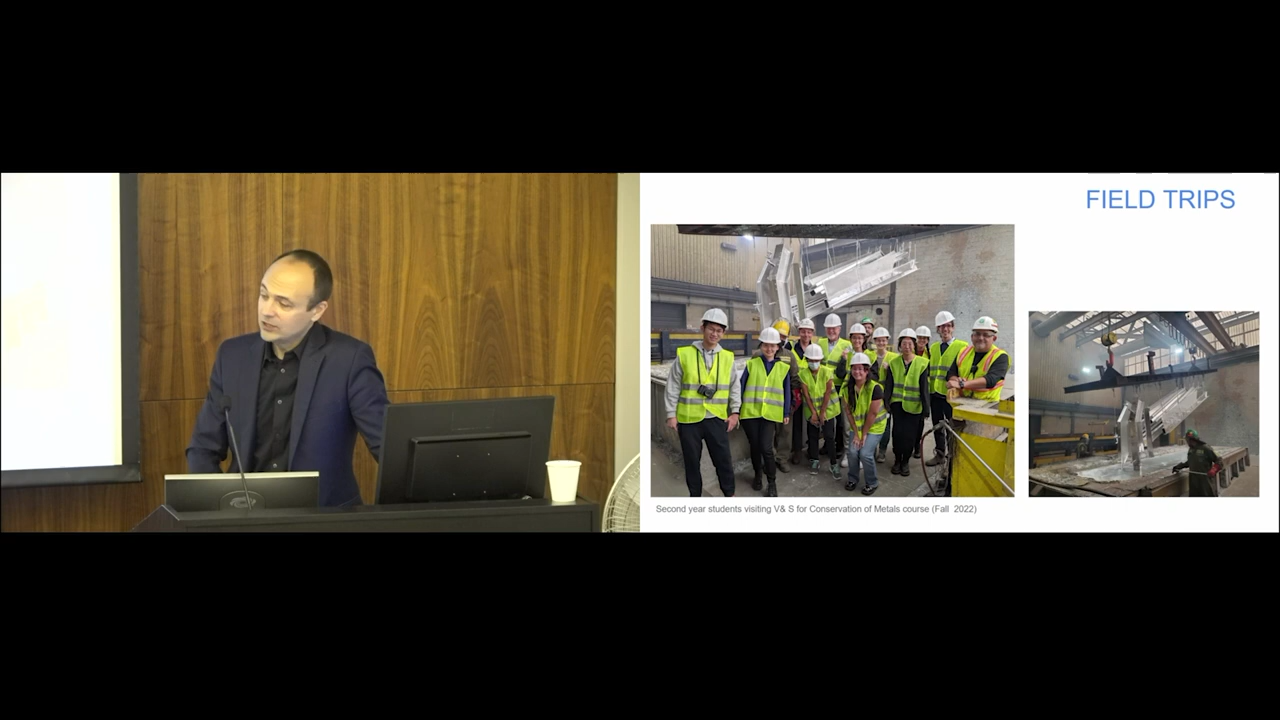 FIELD TRIPS
Second year students visiting V& S for Conservation of Metals course (Fall 2022)